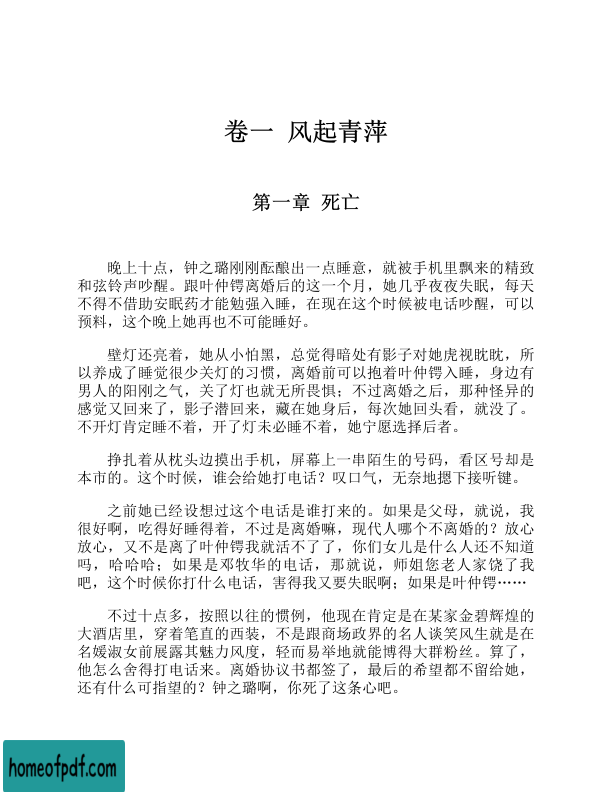 卷一 风起青萍
第一章 死亡
晚上十点，钟之璐刚刚酝酿出一点睡意，就被手机里飘来的精致
和弦铃声吵醒。跟叶仲锷离婚后的这一个月，她几乎夜夜失眠，每天
不得不借助安眠药才能勉强入睡，在现在这个时候被电话吵醒，可以
预料，这个晚上她再也不可能睡好。
壁灯还亮着，她从小怕黑，总觉得暗处有影子对她虎视眈眈，所
以养成了睡觉很少关灯的习惯，离婚前可以抱着叶仲锷入睡，身边有
男人的阳刚之气，关了灯也就无所畏惧；不过离婚之后，那种怪异的
感觉又回来了，影子潜回来，藏在她身后，每次她回头看，就没了。
不开灯肯定睡不着，开了灯未必睡不着，她宁愿选择后者。
挣扎着从枕头边摸出手机，屏幕上一串陌生的号码，看区号却是
本市的。这个时候，谁会给她打电话？叹口气，无奈地摁下接听键。
之前她已经设想过这个电话是谁打来的。如果是父母，就说，我
很好啊，吃得好睡得着，不过是离婚嘛，现代人哪个不离婚的？放心
放心，又不是离了叶仲锷我就活不了了，你们女儿是什么人还不知道
吗，哈哈哈；如果是邓牧华的电话，那就说，师姐您老人家饶了我
吧，这个时候你打什么电话，害得我又要失眠啊；如果是叶仲锷……
不过十点多，按照以往的惯例，他现在肯定是在某家金碧辉煌的
大酒店里，穿着笔直的西装，不是跟商场政界的名人谈笑风生就是在
名媛淑女前展露其魅力风度，轻而易举地就能博得大群粉丝。算了，
他怎么舍得打电话来。离婚协议书都签了，最后的希望都不留给她，
还有什么可指望的？钟之璐啊，你死了这条心吧。
homeofpdf.com